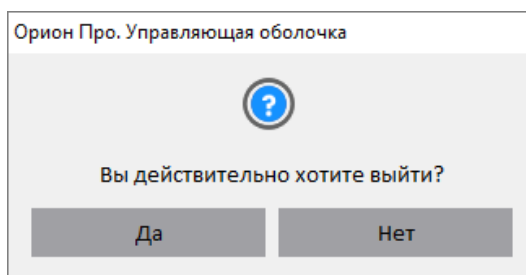 Орион Про. Управляющая оболочка
?
Вы действительно хотите выйти?
Да Нет